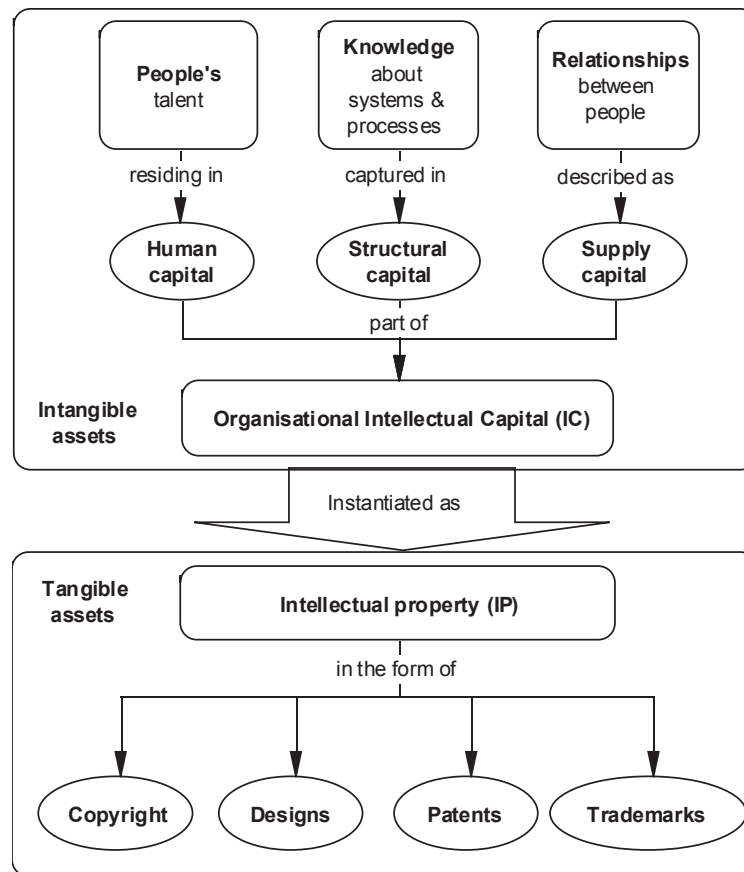 People's
talent
Knowledge
about
systems &
processes
Relationships
between
people
residing in
captured in
described as
Human
capital
Structural
capital
Supply
capital
part of
Intangible
assets
Organisational Intellectual Capital (IC)
Instantiated as
Tangible
assets
Intellectual property (IP)
in the form of
Copyright
Designs
Patents
Trademarks